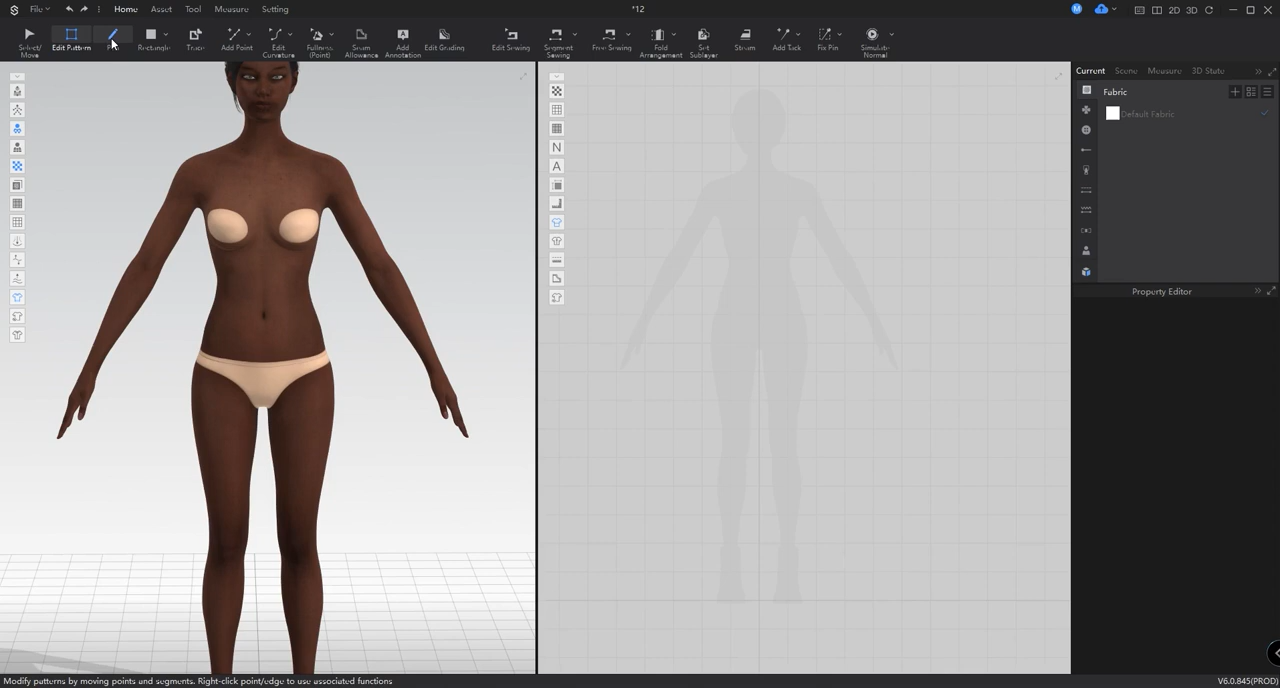 File
Home
Asset
Tool
Measure
Setting
*12
M
2D
3D
Select/
Move
Edit Pattern
Rectangle
Trace
Add Point
Edit
Curvature
Fullness
(Point)
Seam
Allowance
Add
Annotation
Edit Grading
Edit Sewing
Segment
Sewing
Free Sewing
Fold
Arrangement
Set
Sublayer
Steam
Add Tack
Fix Pin
Simulate
Normal
N
A
Current
Scene
Measure
3D State
Fabric
Default Fabric
Property Editor
Modify patterns by moving points and segments. Right-click point/edge to use associated functions
V6.0.845(PROD)